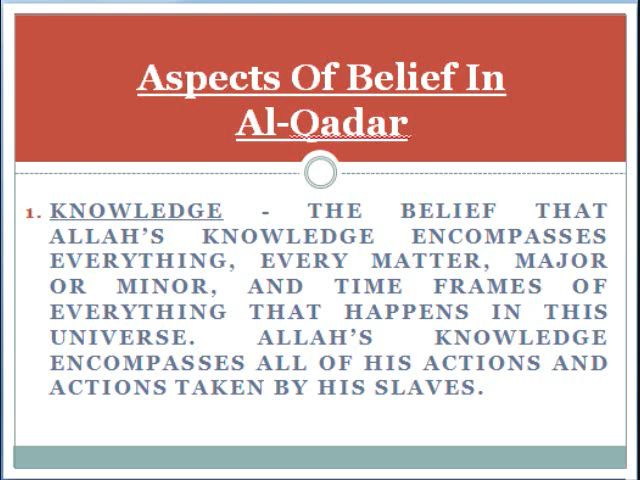 Aspects Of Belief In
Al-Qadar
1. KNOWLEDGE - THE BELIEF THAT
ALLAH'S KNOWLEDGE ENCOMPASSES
EVERYTHING, EVERY MATTER, MAJOR
OR MINOR, AND TIME FRAMES OF
EVERYTHING THAT HAPPENS IN THIS
UNIVERSE. ALLAH'S KNOWLEDGE
ENCOMPASSES ALL OF HIS ACTIONS AND
ACTIONS TAKEN BY HIS SLAVES.